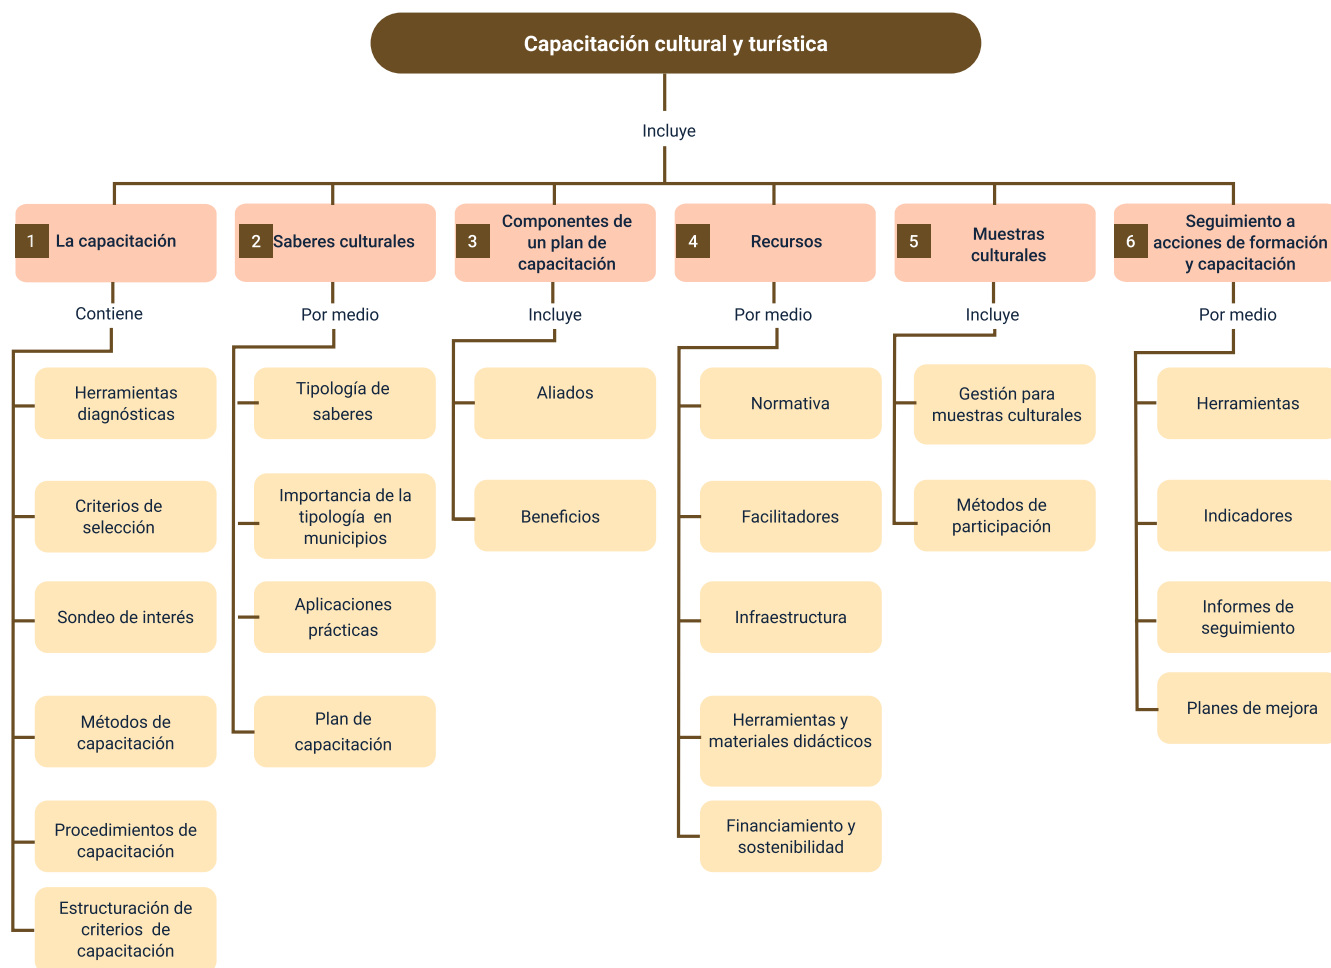 Capacitación cultural y turística
Incluye
1
La capacitación
Contiene
Herramientas
diagnósticas
Criterios de
selección
Sondeo de interés
Métodos de
capacitación
Procedimientos de
capacitación
Estructuración de
criterios de
capacitación
2
Saberes culturales
Por medio
Tipología de
saberes
Importancia de la
tipología en
municipios
Aplicaciones
prácticas
Plan de
capacitación
3
Componentes de
un plan de
capacitación
Incluye
Aliados
Beneficios
4
Recursos
Por medio
Normativa
Facilitadores
Infraestructura
Herramientas y
materiales didácticos
Financiamiento y
sostenibilidad
5
Muestras
culturales
Incluye
Gestión para
muestras culturales
Métodos de
participación
6
Seguimiento a
acciones de formación
y capacitación
Por medio
Herramientas
Indicadores
Informes de
seguimiento
Planes de mejora